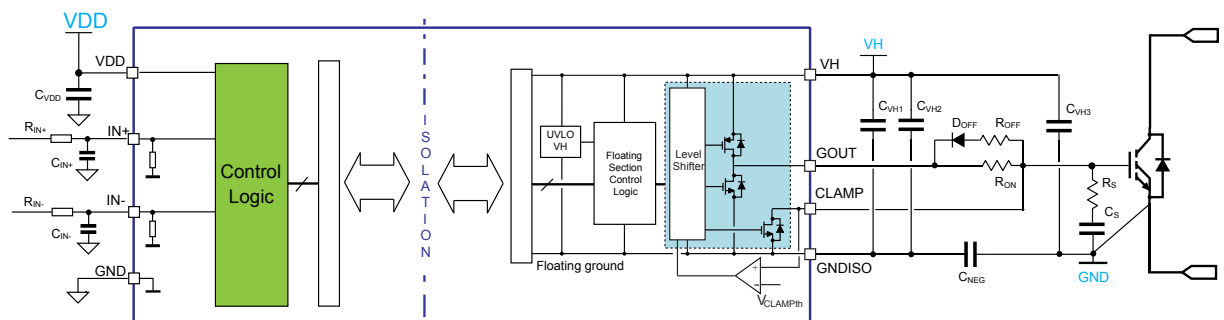 VDD
VDD
CVDD
RIN+
IN+
CIN+
RIN-
IN-
CIN-
GND
Control
Logic
ISOLATION
UVLO
VH
Floating
Section
Control
Logic
Level
Shifter
Floating ground
+
-
VCLAMPth
VH
GOUT
CLAMP
GNDISO
VH
CVH1
CVH2
CVH3
DOFF
ROFF
RON
RS
CS
CNEG
GND